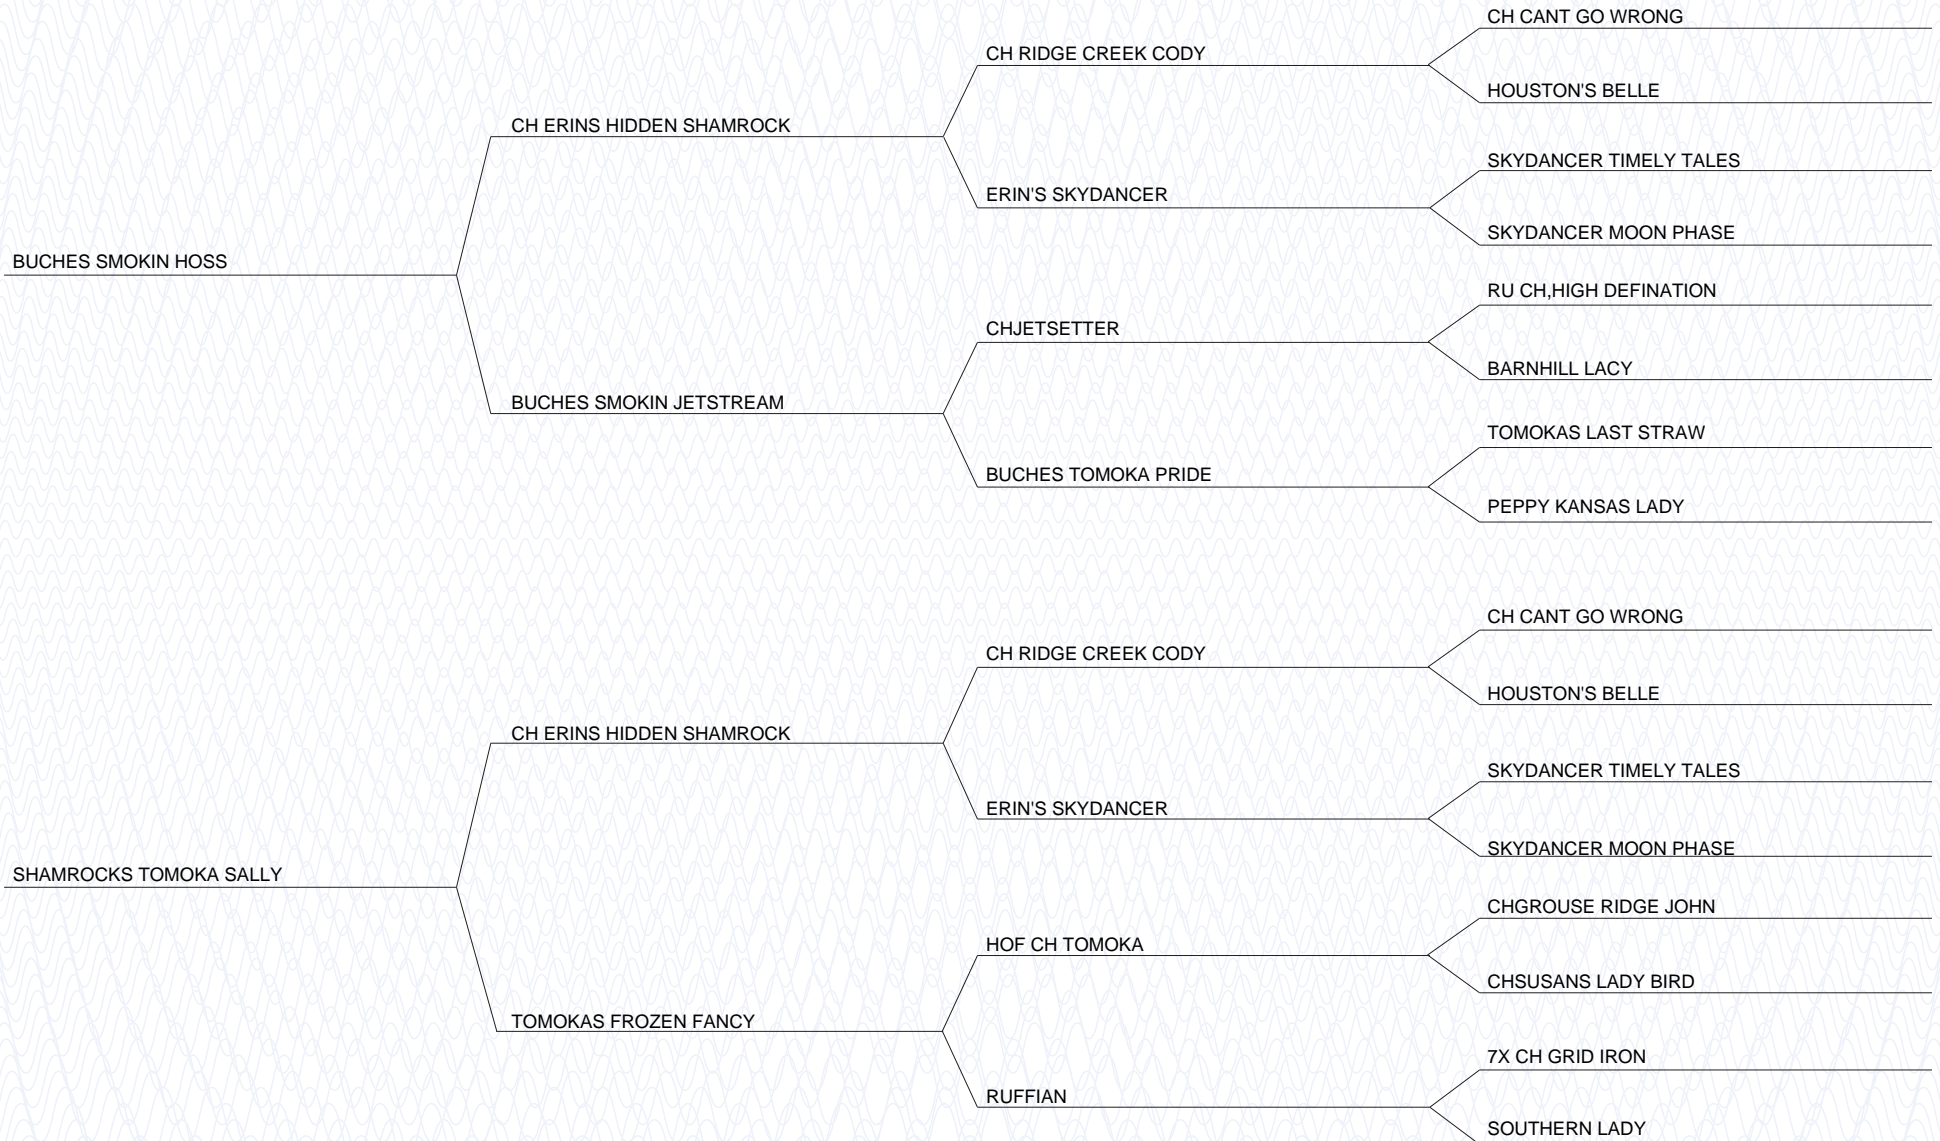 CH CANT GO WRONG
CH RIDGE CREEK CODY
HOUSTON'S BELLE
CH ERINS HIDDEN SHAMROCK
SKYDANCER TIMELY TALES
ERIN'S SKYDANCER
SKYDANCER MOON PHASE
BUCHES SMOKIN HOSS
RU CH,HIGH DEFINATION
CHJETSETTER
BARNHILL LACY
BUCHES SMOKIN JETSTREAM
TOMOKAS LAST STRAW
BUCHES TOMOKA PRIDE
PEPPY KANSAS LADY
CH CANT GO WRONG
CH RIDGE CREEK CODY
HOUSTON'S BELLE
CH ERINS HIDDEN SHAMROCK
SKYDANCER TIMELY TALES
ERIN'S SKYDANCER
SKYDANCER MOON PHASE
SHAMROCKS TOMOKA SALLY
CHGROUSE RIDGE JOHN
HOF CH TOMOKA
CHSUSANS LADY BIRD
TOMOKAS FROZEN FANCY
7X CH GRID IRON
RUFFIAN
SOUTHERN LADY